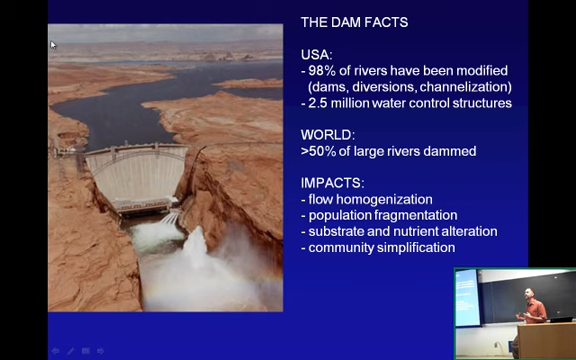 THE DAM FACTS
USA:
- 98% of rivers have been modified
(dams, diversions, channelization)
- 2.5 million water control structures
WORLD:
>50% of large rivers dammed
IMPACTS:
- flow homogenization
- population fragmentation
- substrate and nutrient alteration
- community simplification